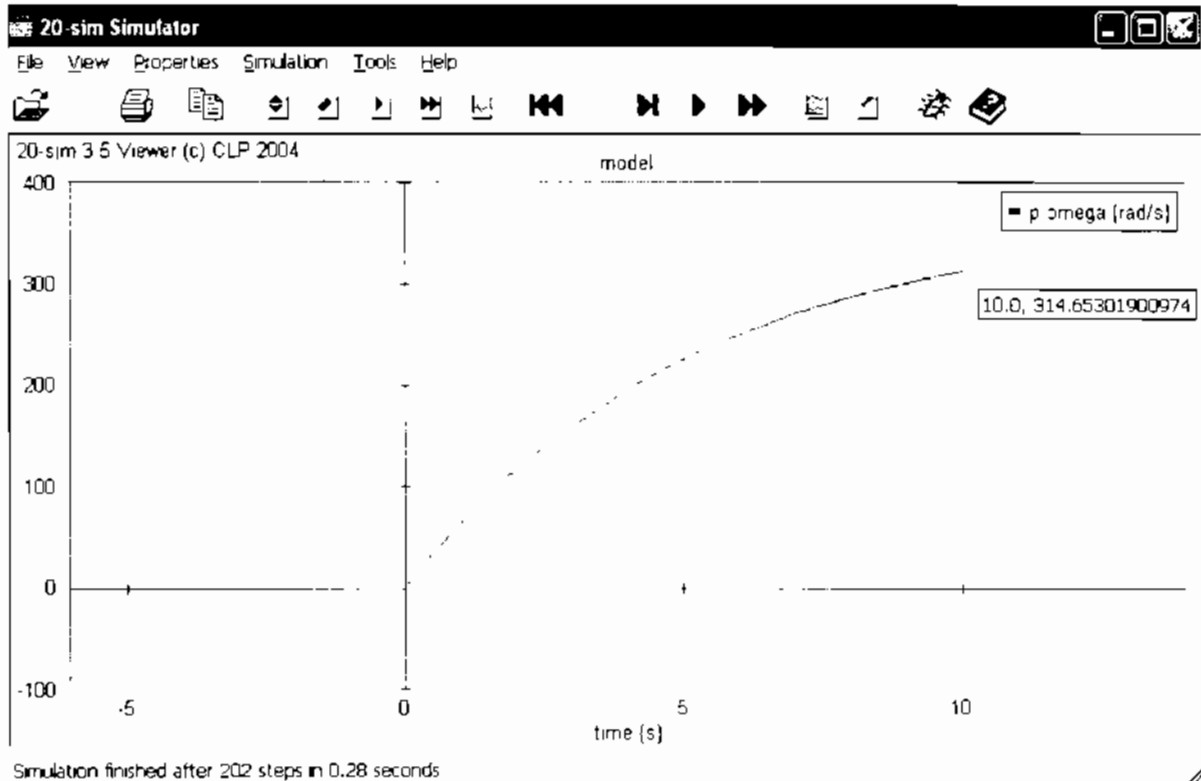 20-sim Simulator
File View Properties Simulation Tools Help
20-sim 3 5 Viewer (c) CLP 2004
model
400
p omega {rad/s}
300
10.0, 314.65301900974
200
100
0
-100
-5 0 5 10
time {s}
Simulation finished after 202 steps in 0.28 seconds